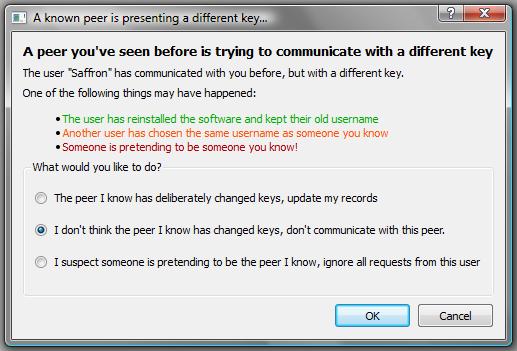 A known peer is presenting a different key...
A peer you've seen before is trying to communicate with a different key
The user "Saffron" has communicated with you before, but with a different key.
One of the following things may have happened:
• The user has reinstalled the software and kept their old username
• Another user has chosen the same username as someone you know
• Someone is pretending to be someone you know!
What would you like to do?
The peer I know has deliberately changed keys, update my records
I don't think the peer I know has changed keys, don't communicate with this peer.
I suspect someone is pretending to be the peer I know, ignore all requests from this user
OK Cancel